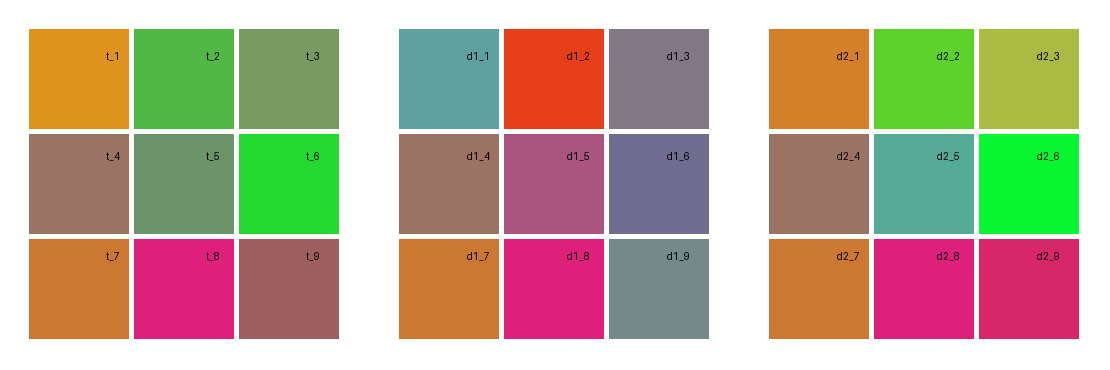 t_1 t_2 t_3 d1_1 d1_2 d1_3 d2_1 d2_2 d2_3
t_4 t_5 t_6 d1_4 d1_5 d1_6 d2_4 d2_5 d2_6
t_7 t_8 t_9 d1_7 d1_8 d1_9 d2_7 d2_8 d2_9